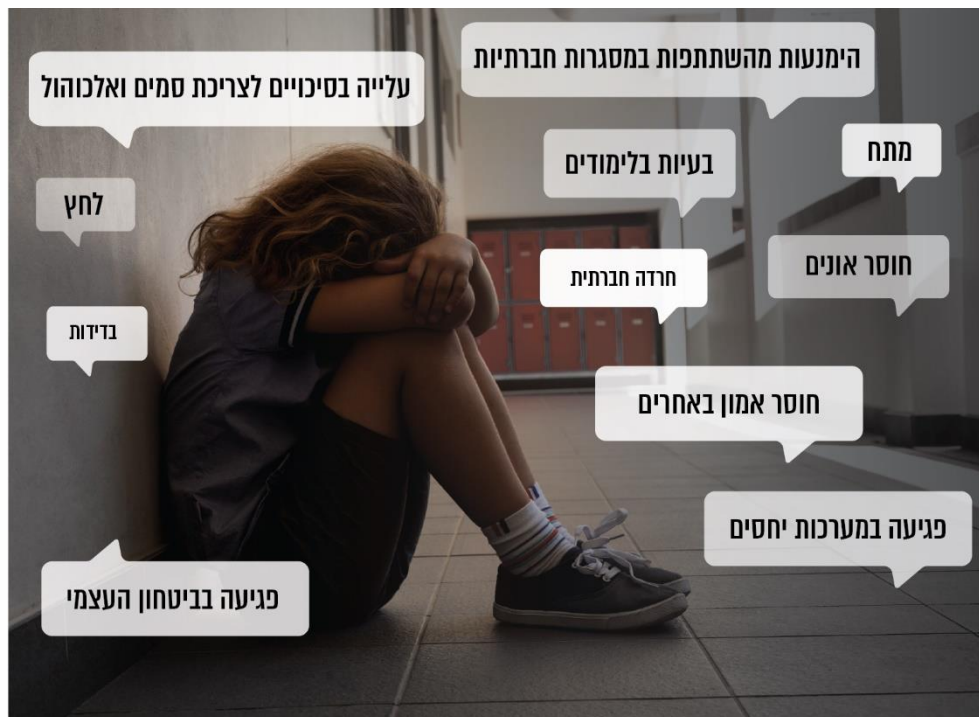 הימנעות מהשתתפות במסגרות חברתיות
עלייה בסיכויים לצריכת סמים ואלכוהול
מתח
בעיות בלימודים
לחץ
חוסר אונים
חרדה חברתית
בדידות
חוסר אמון באחרים
פגיעה במערכות יחסים
פגיעה בביטחון העצמי